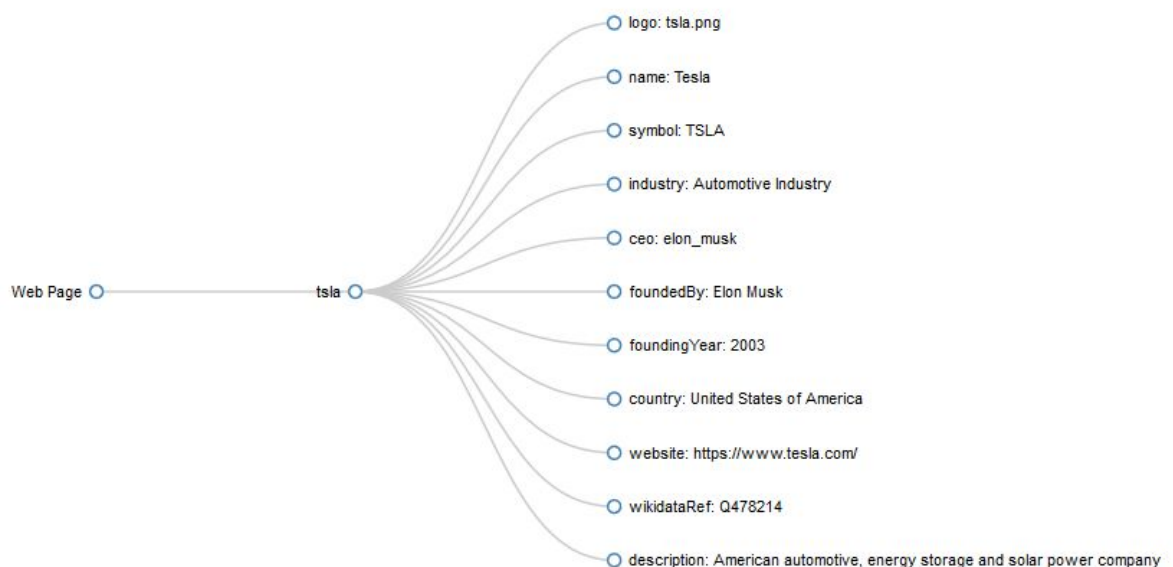 logo: tsla.png
name: Tesla
symbol: TSLA
industry: Automotive Industry
ceo: elon_musk
Web Page
tsla
foundedBy: Elon Musk
foundingYear: 2003
country: United States of America
website: https://www.tesla.com/
wikidataRef: Q478214
description: American automotive, energy storage and solar power company